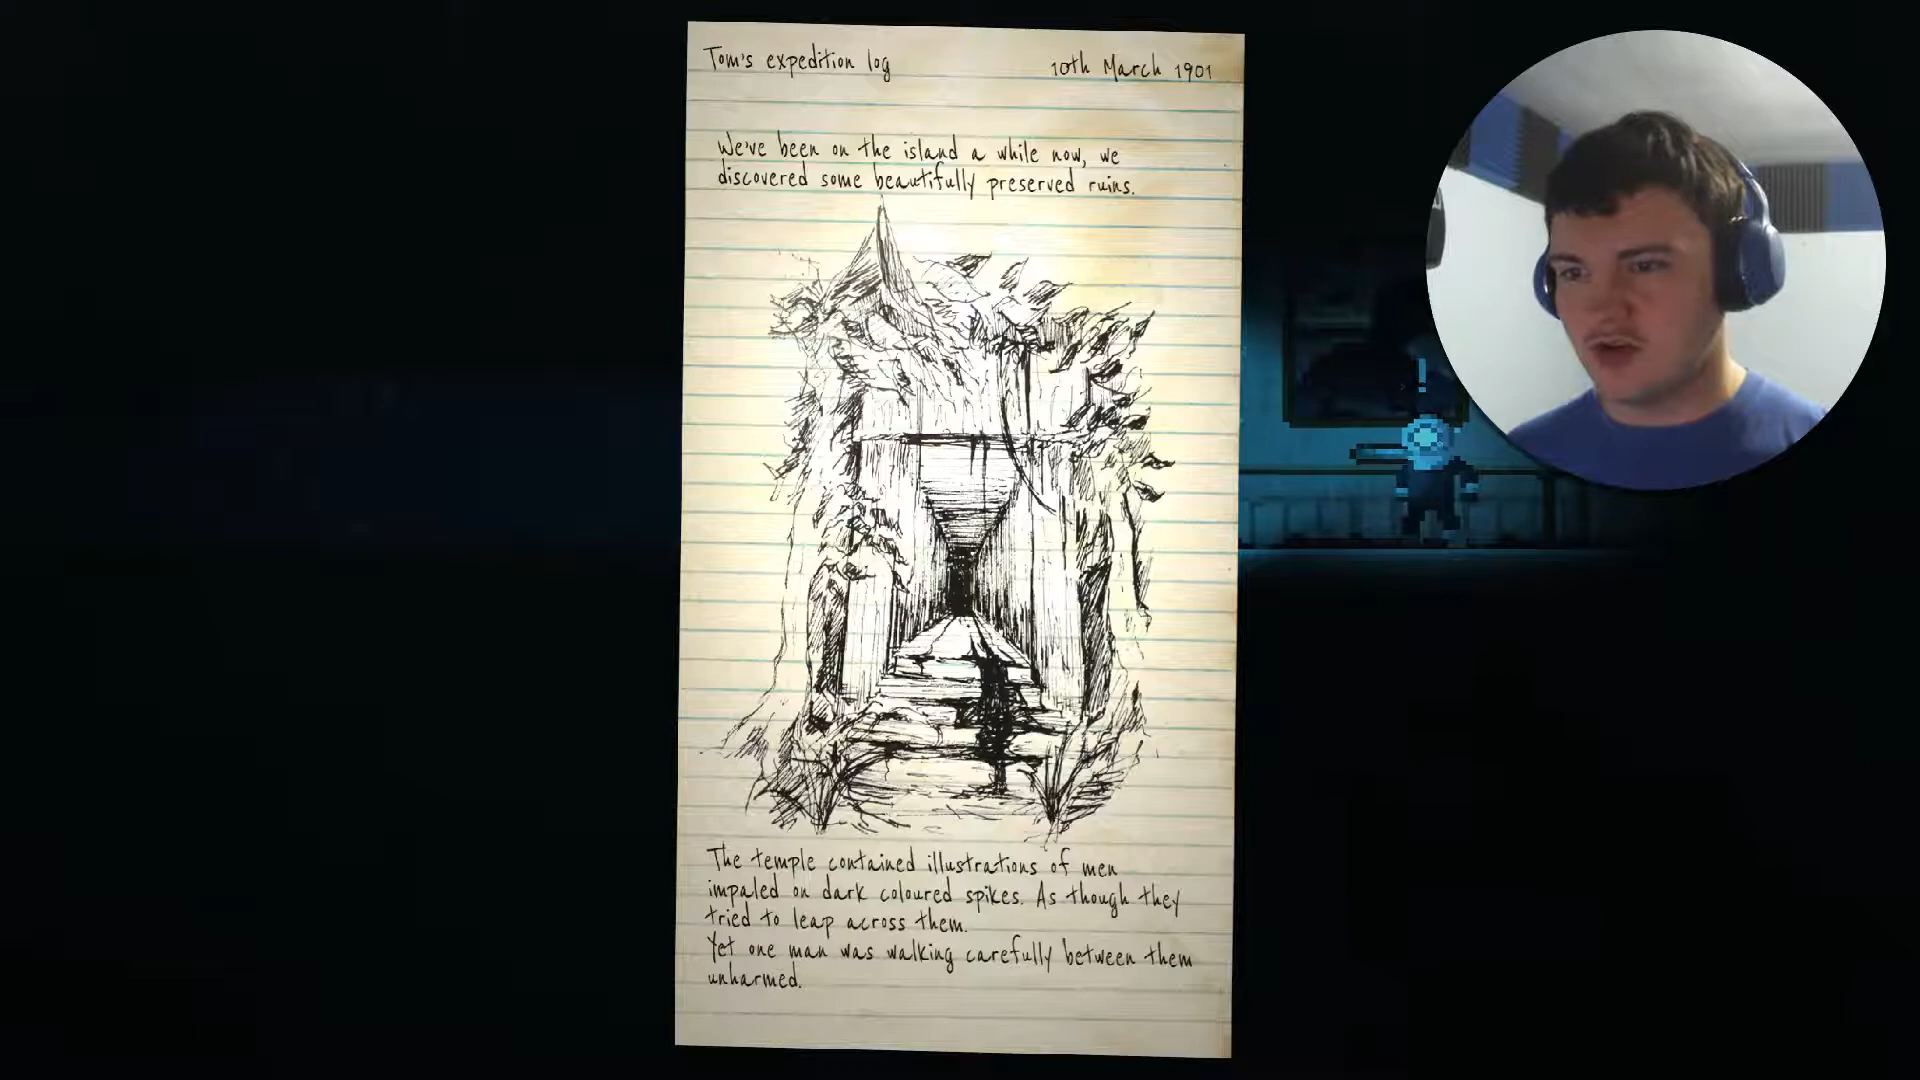 Tom's expedition log
10th March 1901
We've been on the island a while now, we
discovered some beautifully preserved ruins.
The temple contained illustrations of men
impaled on dark coloured spikes. As though they
tried to leap across them.
Yet one man was walking carefully between them
unharmed.
!